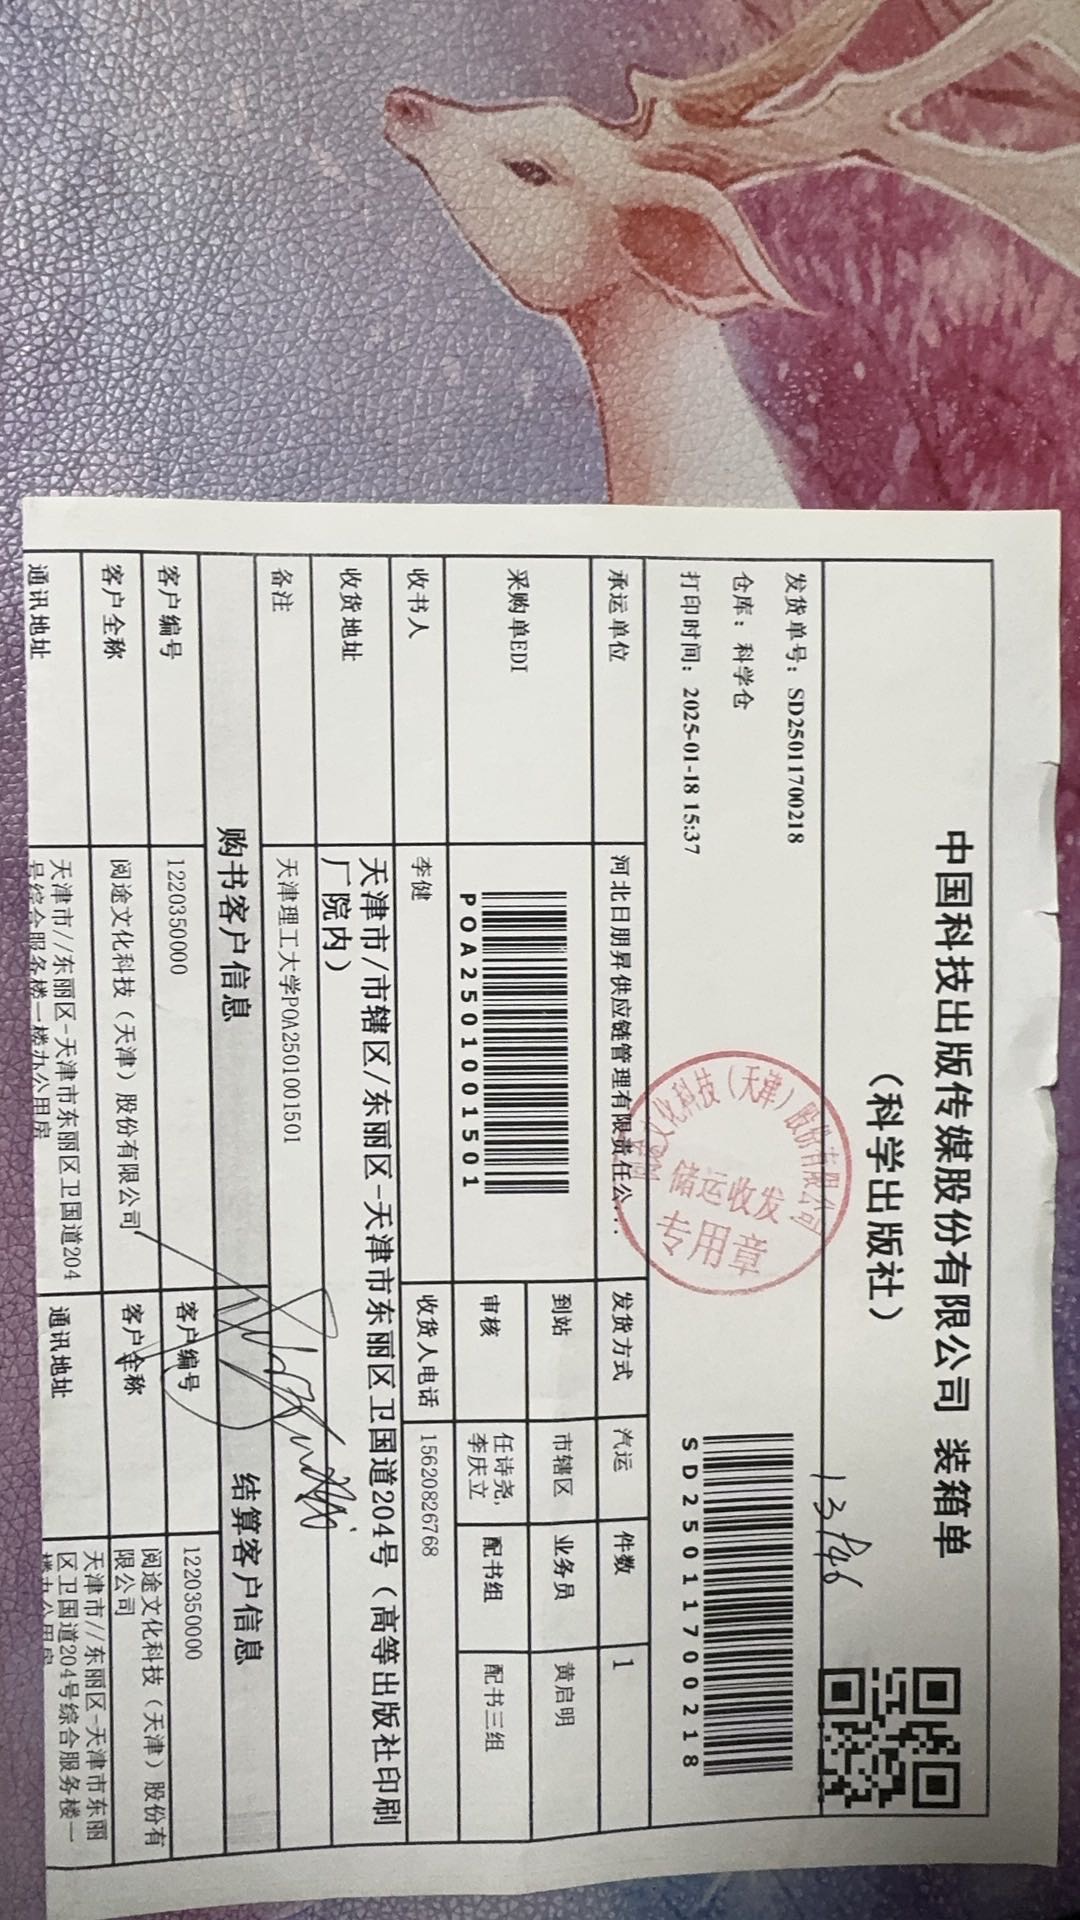 中国科技出版传媒股份有限公司 装箱单
（科学出版社）
发货单号：SD25011700218
仓库：科学仓
打印时间：2025-01-18 15:37
SD25011700218
文化科技（天津）股份有限公司
储运收发
专用章
承运单位 河北日朋昇供应链管理有限责任公... 发货方式 汽运 件数 1
采购单EDI POA2501001501 到站 市辖区 业务员 黄启明
审核 任诗尧, 李庆立 配书组 配书三组
收书人 李健 收货人电话 15620826768
收货地址 天津市/市辖区/东丽区-天津市东丽区卫国道204号（高等出版社印刷
厂院内）
备注 天津理工大学POA2501001501
购书客户信息 结算客户信息
客户编号 1220350000 客户编号 1220350000
客户全称 阅途文化科技（天津）股份有限公司 客户全称 阅途文化科技（天津）股份有
限公司
通讯地址 天津市//东丽区-天津市东丽区卫国道204
号综合服务楼一楼办公用房
通讯地址 天津市//东丽区-天津市东丽
区卫国道204号综合服务楼一
楼办公用房